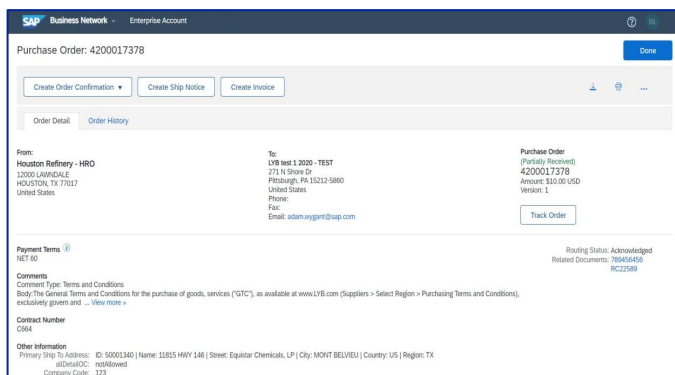 SAP Business Network Enterprise Account ? BL
Purchase Order: 4200017378 Done
Create Order Confirmation ▼ Create Ship Notice Create Invoice ...
Order Detail Order History
From:
Houston Refinery - HRO
12000 LAWNDALE
HOUSTON, TX 77017
United States
To:
LYB test 1 2020 - TEST
271 N Shore Dr
Pittsburgh, PA 15212-5860
United States
Phone:
Fax:
Email: adam.wygant@sap.com
Purchase Order
(Partially Received)
4200017378
Amount: $10.00 USD
Version: 1
Track Order
Payment Terms i
NET 60
Routing Status: Acknowledged
Related Documents: 789456456
RC22589
Comments
Comment Type: Terms and Conditions
Body:The General Terms and Conditions for the purchase of goods, services ("GTC"), as available at www.LYB.com (Suppliers > Select Region > Purchasing Terms and Conditions),
exclusively govern and ... View more »
Contract Number
C664
Other Information
Primary Ship To Address: ID: 50001340 | Name: 11815 HWY 146 | Street: Equistar Chemicals, LP | City: MONT BELVIEU | Country: US | Region: TX
allDetailOC: notAllowed
Company Code: 123